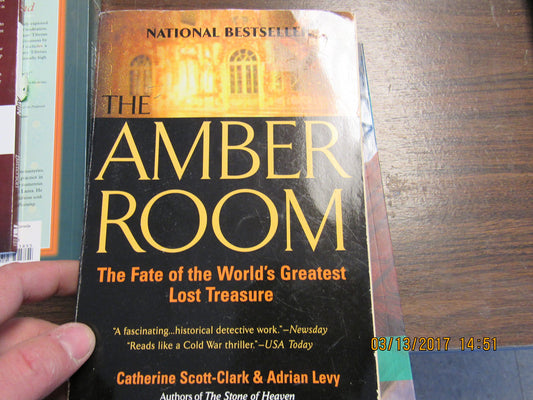 NATIONAL BESTSELLER
THE
AMBER
ROOM
The Fate of the World's Greatest
Lost Treasure
"A fascinating...historical detective work."—Newsday
"Reads like a Cold War thriller."—USA Today
Catherine Scott-Clark & Adrian Levy
Authors of The Stone of Heaven
03/13/2017 14:51